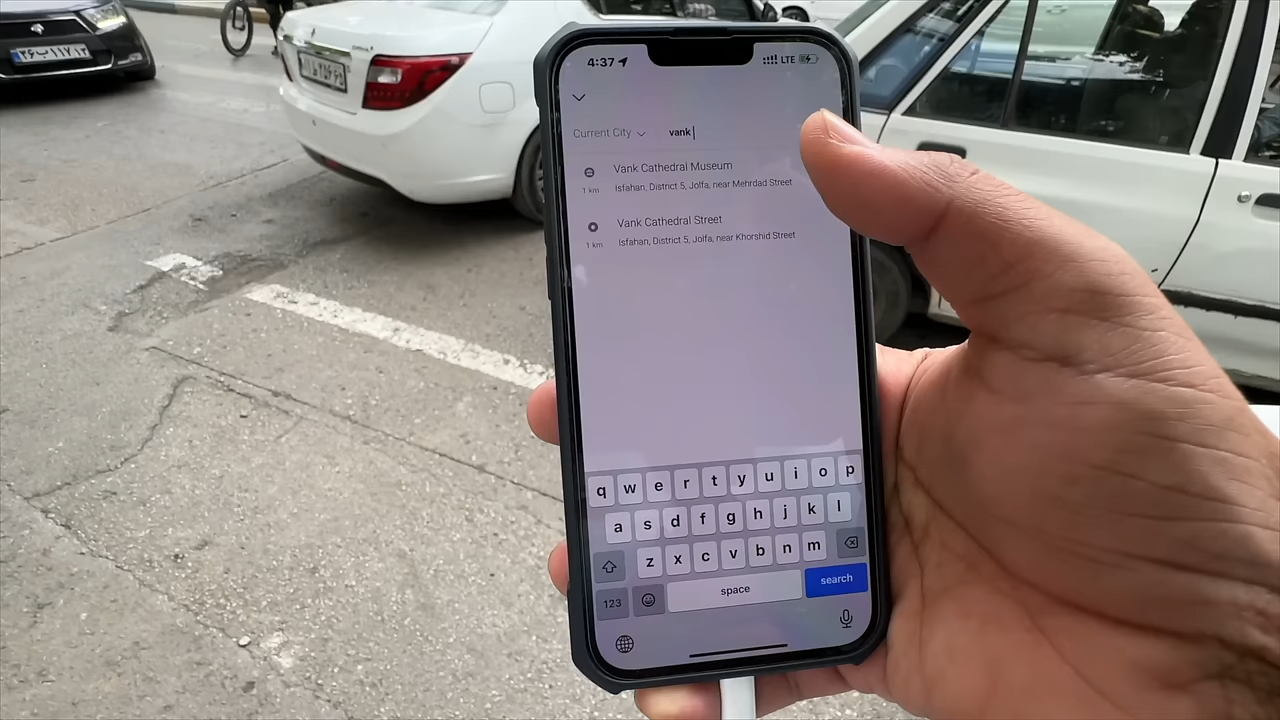 4:37
LTE
Current City
vank
Vank Cathedral Museum
1 km
Isfahan, District 5, Jolfa, near Mehrdad Street
Vank Cathedral Street
1 km
Isfahan, District 5, Jolfa, near Khorshid Street
q w e r t y u i o p
a s d f g h j k l
z x c v b n m
123
space
search